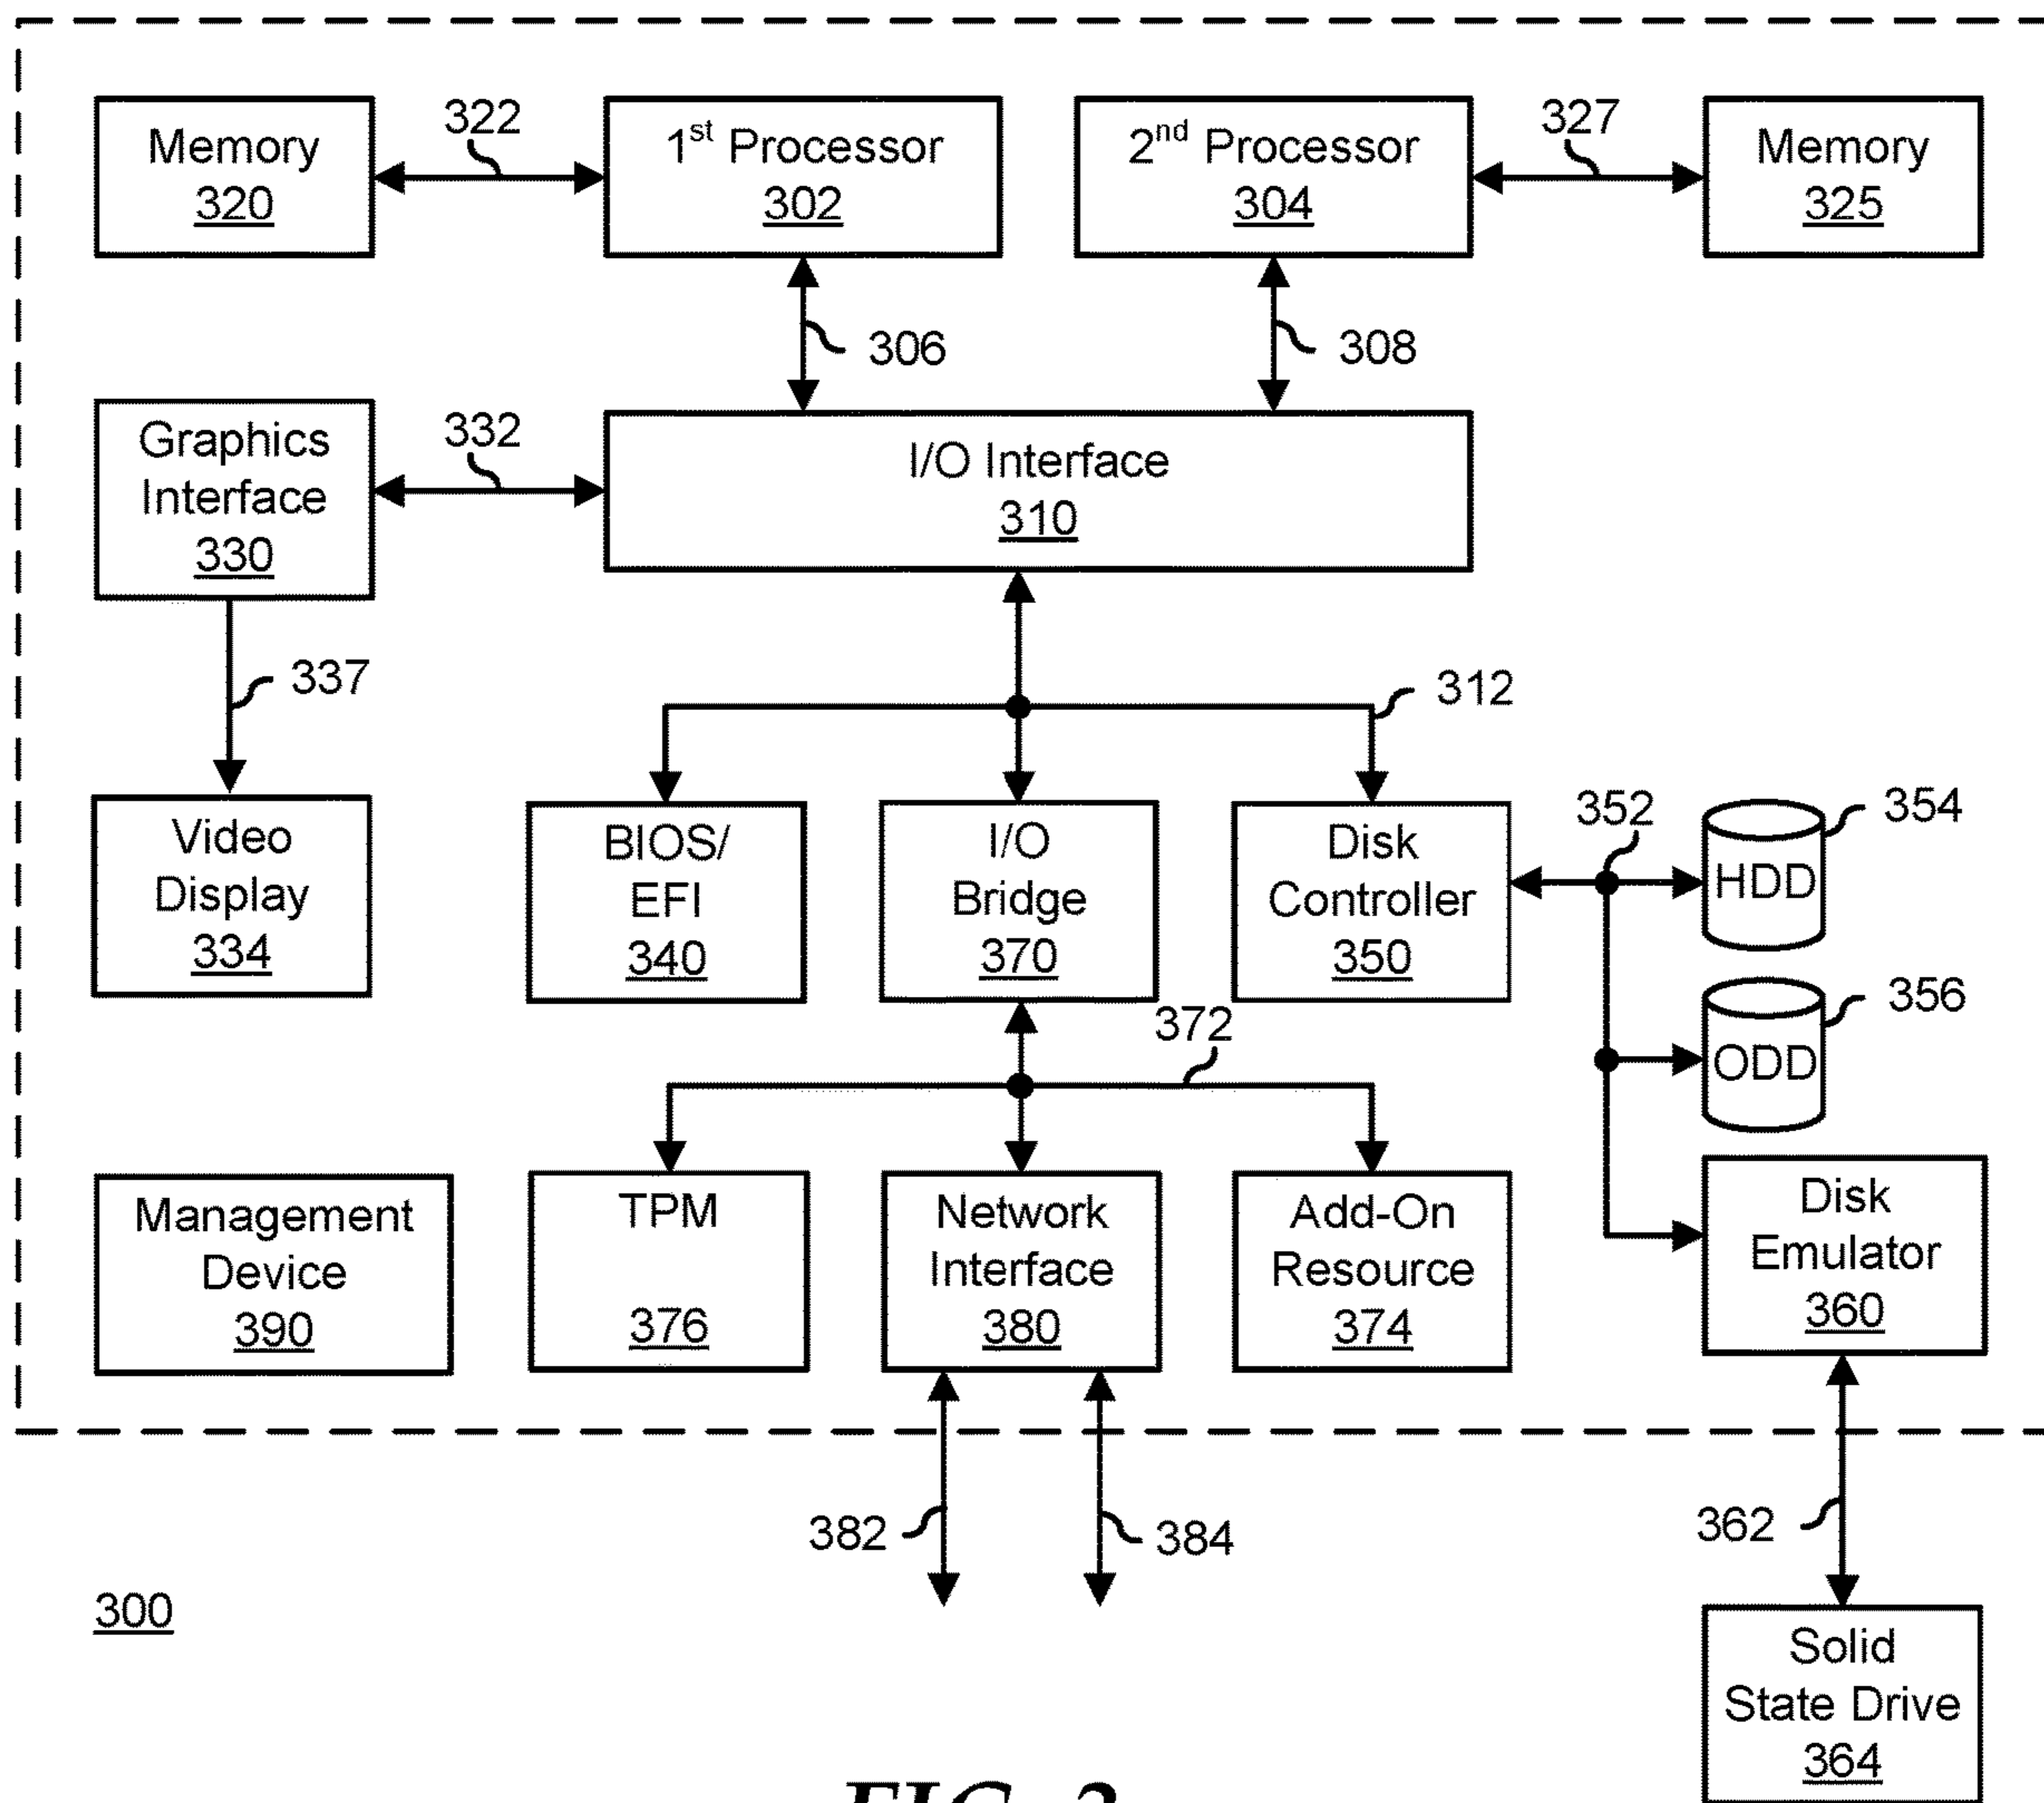 Memory
320
322
1st Processor
302
2nd Processor
304
327
Memory
325
306
308
Graphics
Interface
330
332
I/O Interface
310
337
312
Video
Display
334
BIOS/
EFI
340
I/O
Bridge
370
Disk
Controller
350
352
354
HDD
356
ODD
372
Management
Device
390
TPM
376
Network
Interface
380
Add-On
Resource
374
Disk
Emulator
360
382
384
362
300
Solid
State Drive
364